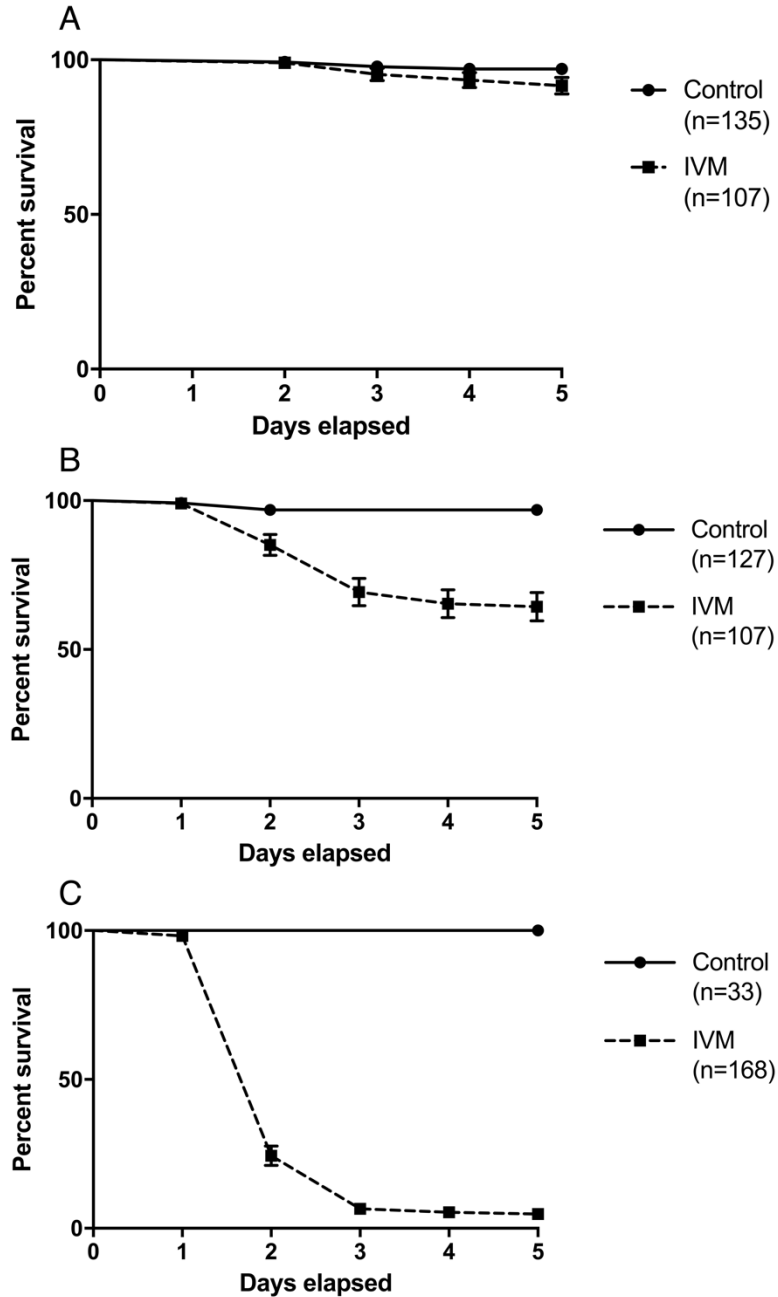 A
100
50
0
Percent survival
0 1 2 3 4 5
Days elapsed
Control
(n=135)
IVM
(n=107)
B
100
50
0
Percent survival
0 1 2 3 4 5
Days elapsed
Control
(n=127)
IVM
(n=107)
C
100
50
0
Percent survival
0 1 2 3 4 5
Days elapsed
Control
(n=33)
IVM
(n=168)